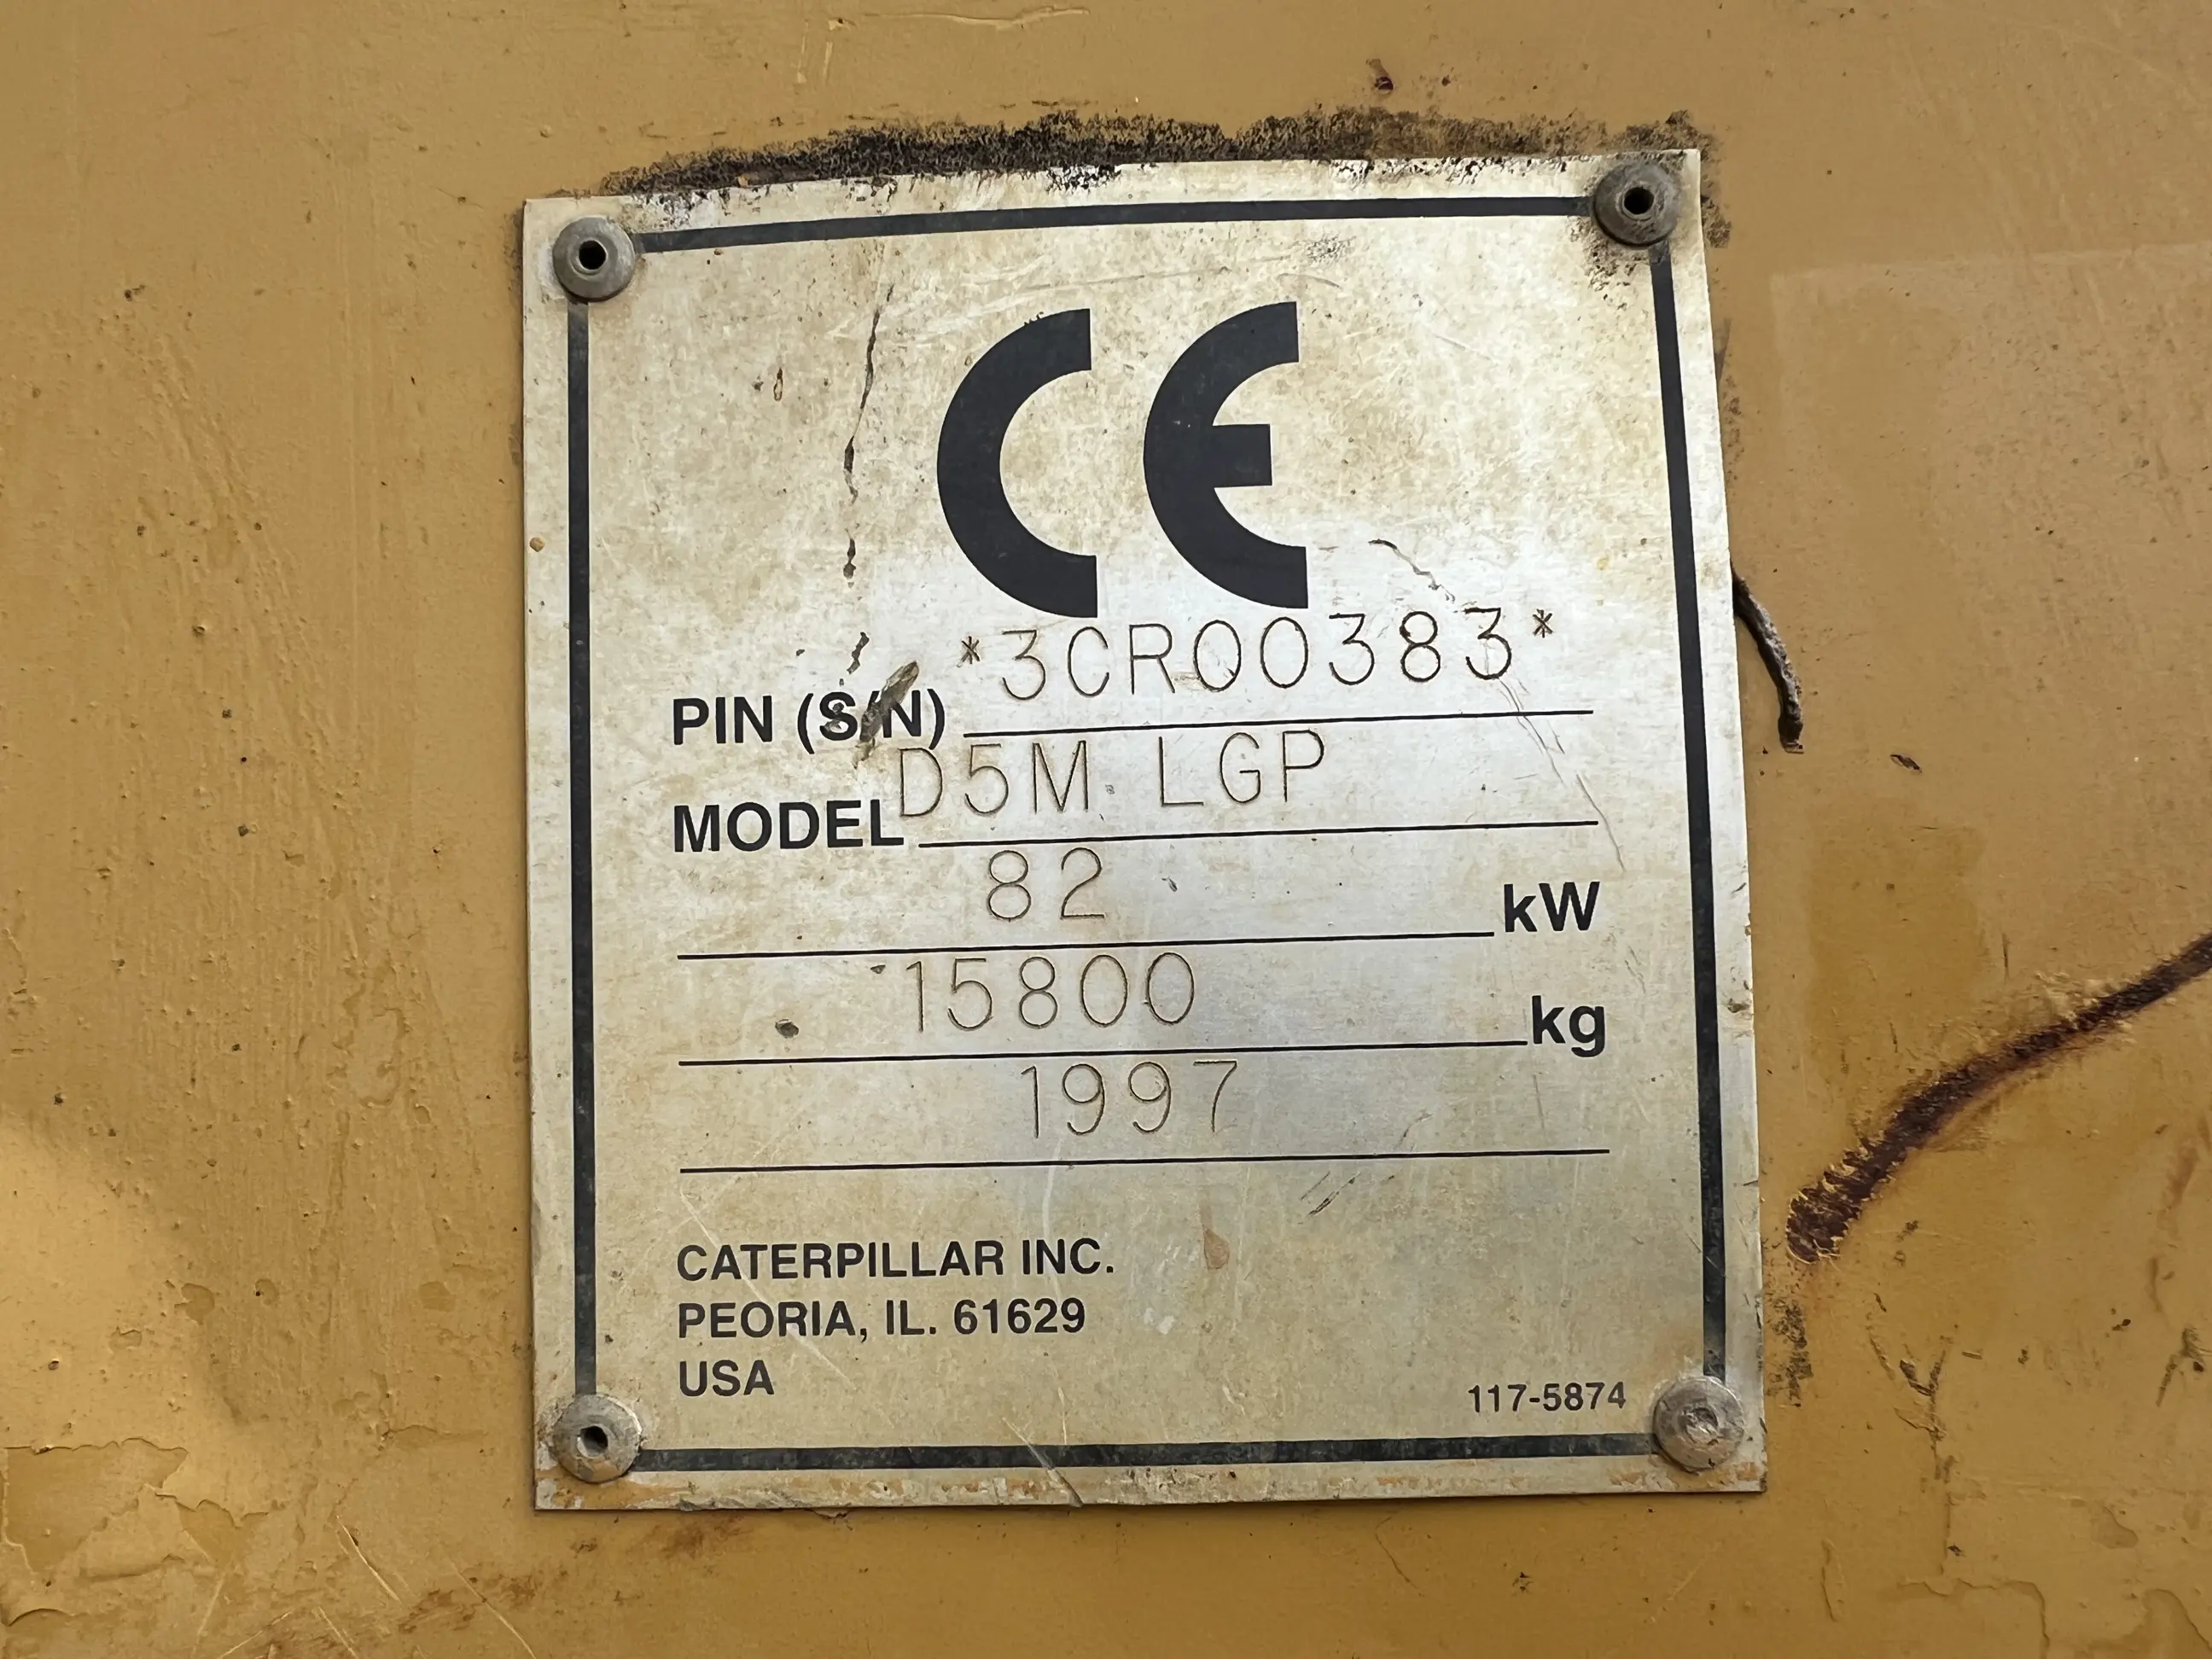 CE
PIN (S/N) *3CR00383*
MODEL D5M LGP
82 kW
15800 kg
1997
CATERPILLAR INC.
PEORIA, IL. 61629
USA
117-5874